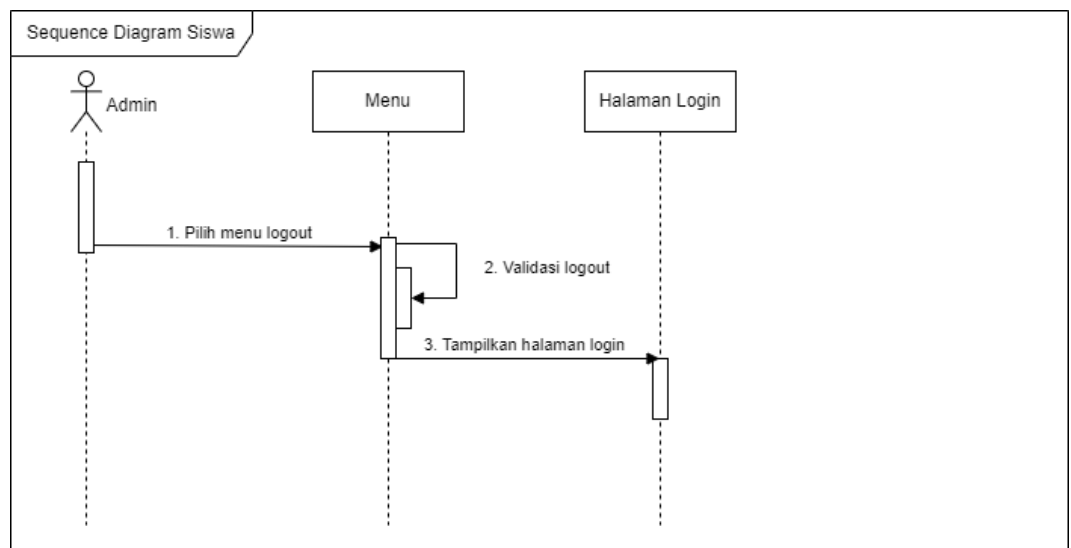 Sequence Diagram Siswa
Admin
Menu
Halaman Login
1. Pilih menu logout
2. Validasi logout
3. Tampilkan halaman login